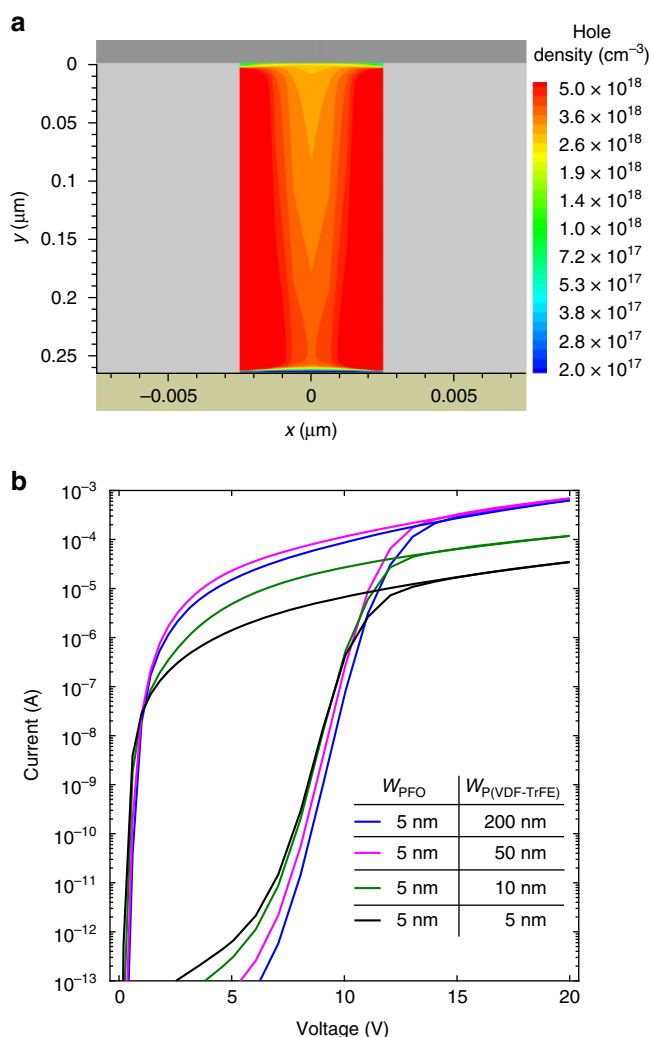 a
Hole
density (cm⁻³)
5.0 × 10¹⁸
3.6 × 10¹⁸
2.6 × 10¹⁸
1.9 × 10¹⁸
1.4 × 10¹⁸
1.0 × 10¹⁸
7.2 × 10¹⁷
5.3 × 10¹⁷
3.8 × 10¹⁷
2.8 × 10¹⁷
2.0 × 10¹⁷
y (μm)
0
0.05
0.1
0.15
0.2
0.25
−0.005 0 0.005
x (μm)
b
Current (A)
10⁻³
10⁻⁴
10⁻⁵
10⁻⁶
10⁻⁷
10⁻⁸
10⁻⁹
10⁻¹⁰
10⁻¹¹
10⁻¹²
10⁻¹³
W_PFO W_P(VDF-TrFE)
5 nm 200 nm
5 nm 50 nm
5 nm 10 nm
5 nm 5 nm
0 5 10 15 20
Voltage (V)